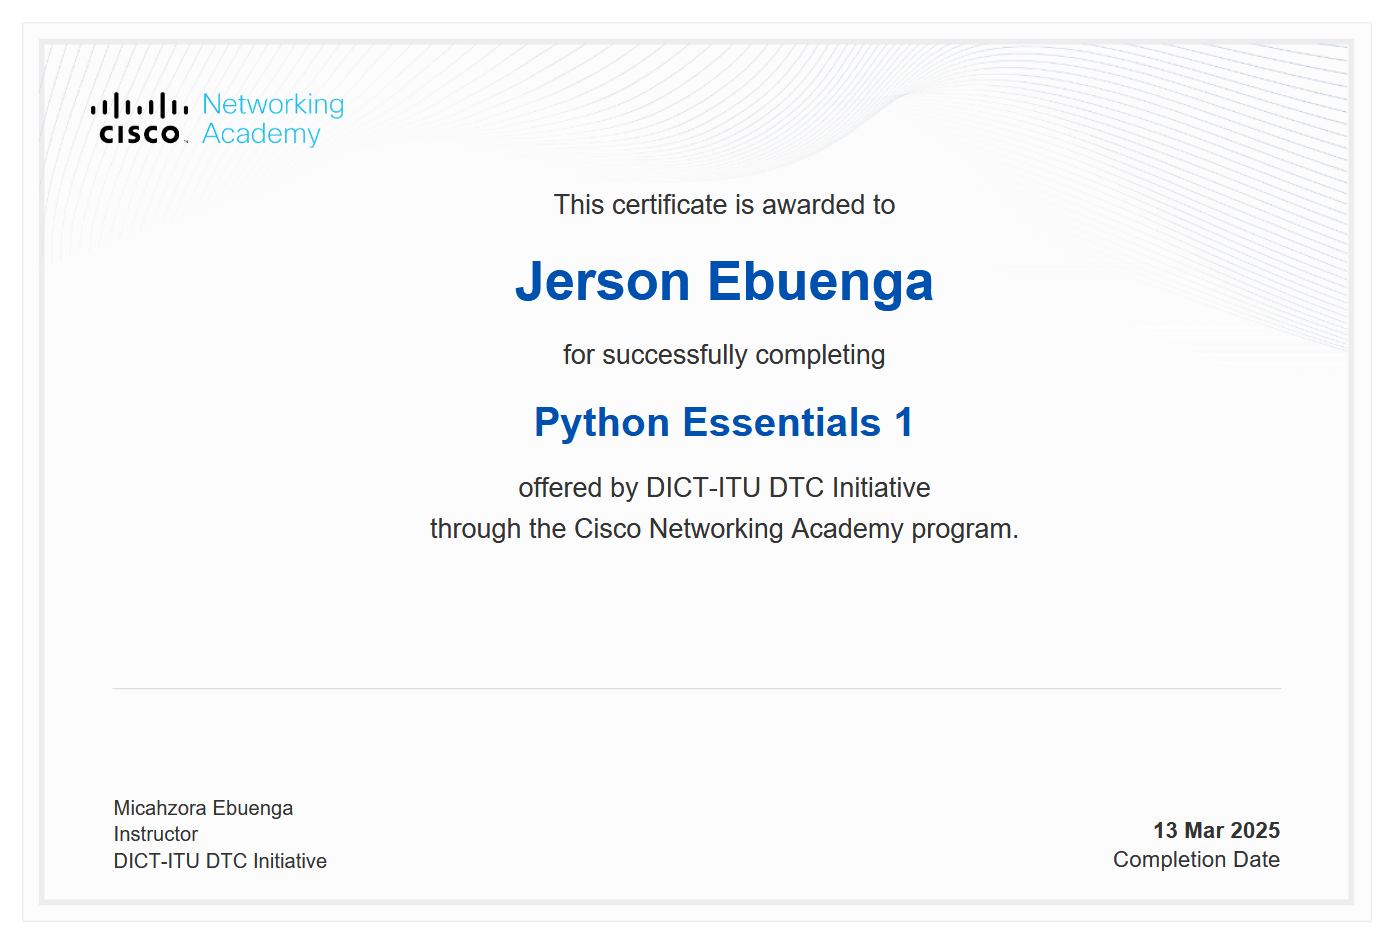 CISCO
Networking
Academy
This certificate is awarded to
Jerson Ebuenga
for successfully completing
Python Essentials 1
offered by DICT-ITU DTC Initiative
through the Cisco Networking Academy program.
Micahzora Ebuenga
Instructor
DICT-ITU DTC Initiative
13 Mar 2025
Completion Date